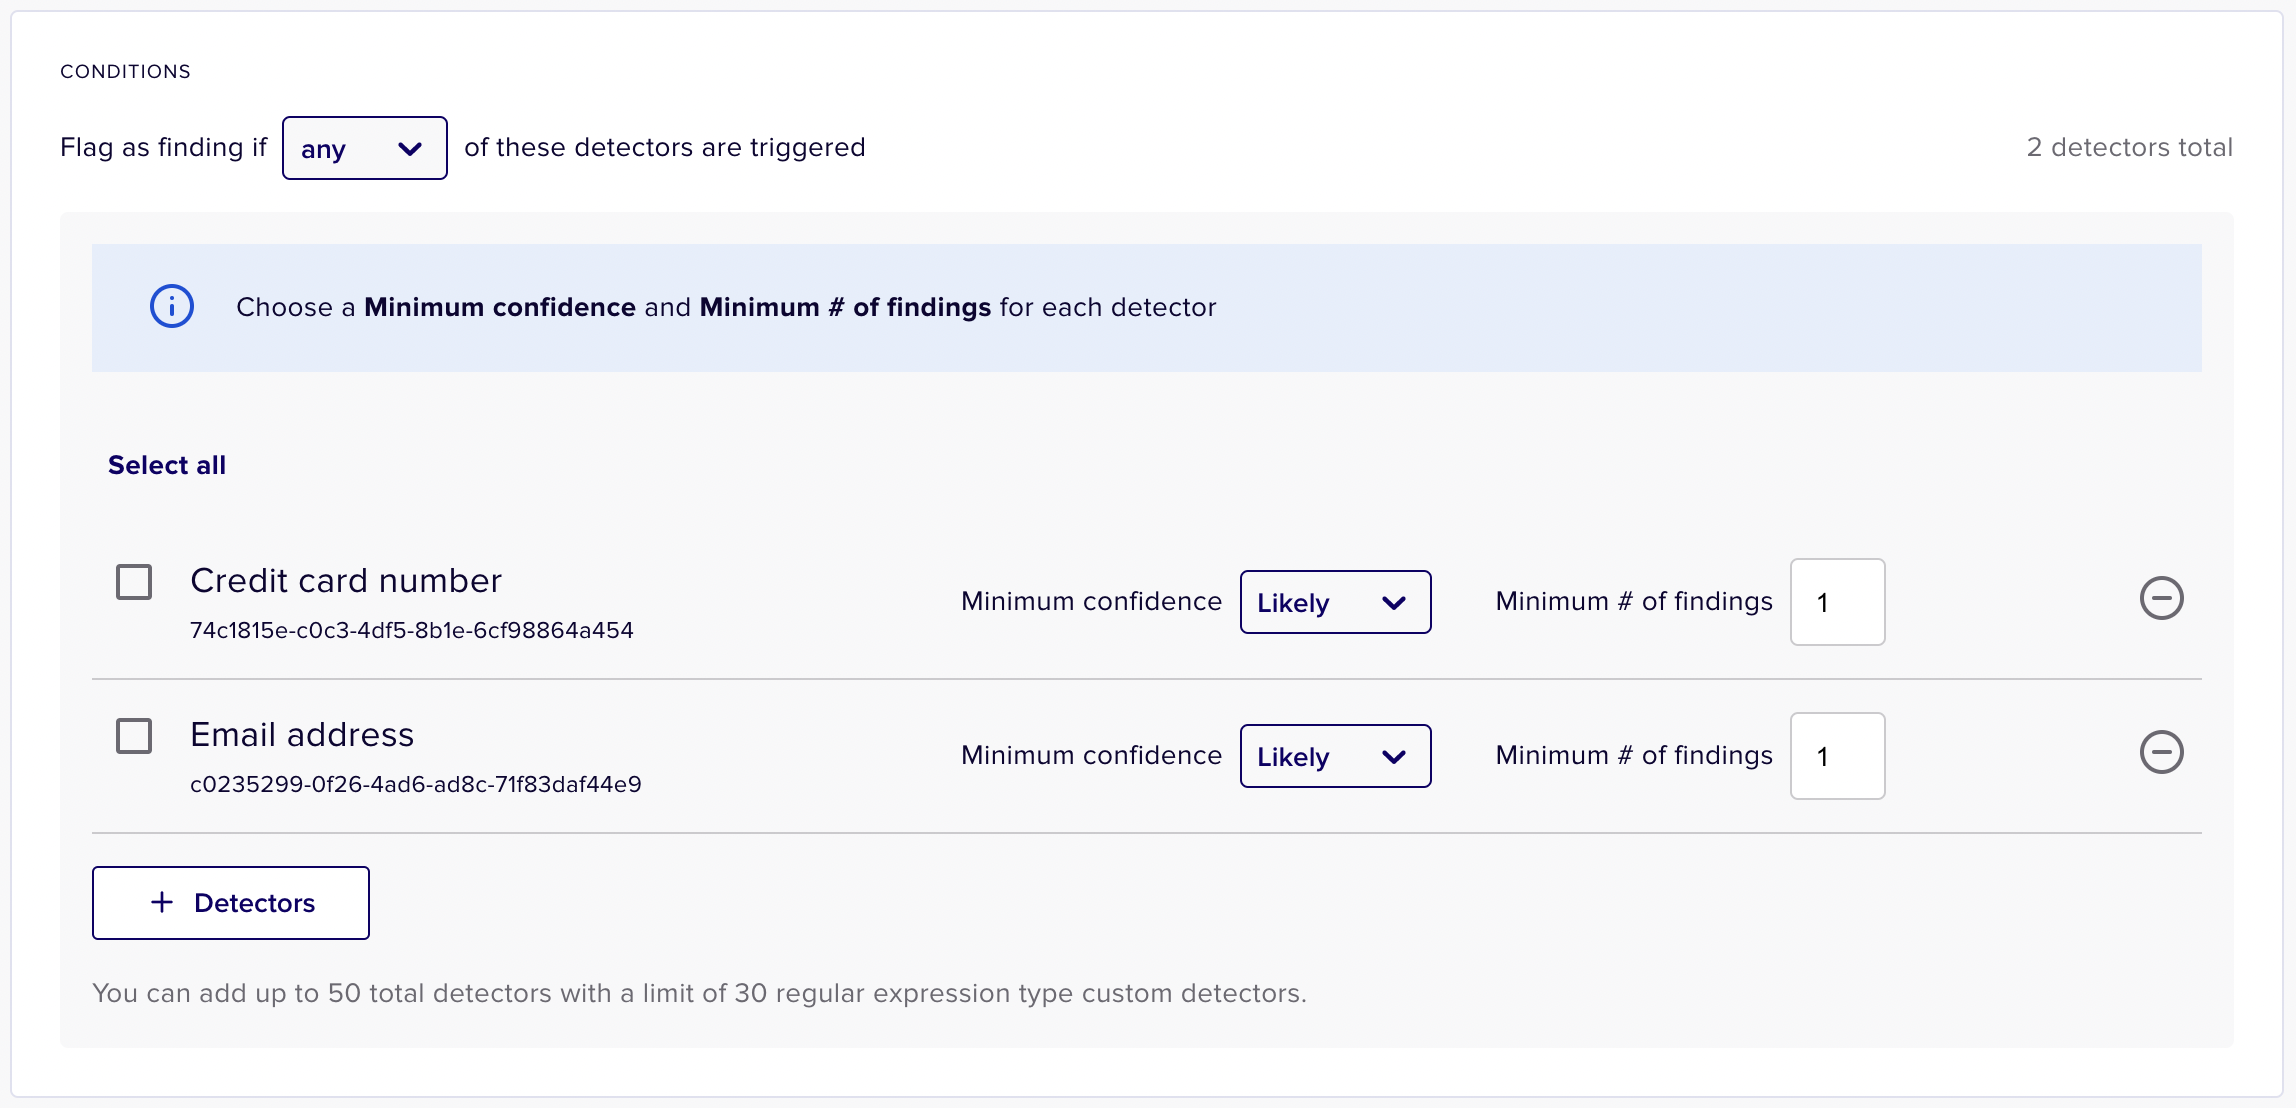 CONDITIONS
Flag as finding if any of these detectors are triggered 2 detectors total
Choose a Minimum confidence and Minimum # of findings for each detector
Select all
Credit card number
74c1815e-c0c3-4df5-8b1e-6cf98864a454
Minimum confidence Likely Minimum # of findings 1
Email address
c0235299-0f26-4ad6-ad8c-71f83daf44e9
Minimum confidence Likely Minimum # of findings 1
+ Detectors
You can add up to 50 total detectors with a limit of 30 regular expression type custom detectors.